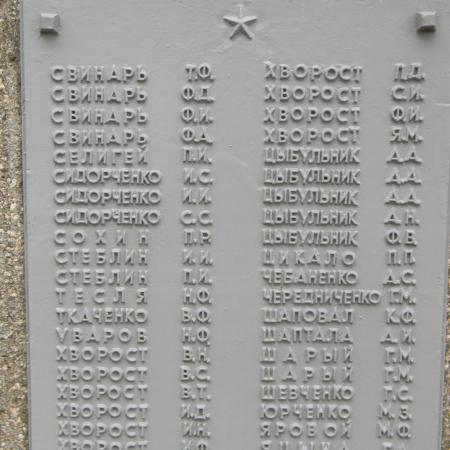 СВИНАРЬ Т.Ф.
СВИНАРЬ Ф.Д.
СВИНАРЬ Ф.И.
СВИНАРЬ Ф.А.
СЕЛИГЕЙ П.И.
СИДОРЧЕНКО И.С.
СИДОРЧЕНКО И.И.
СИДОРЧЕНКО С.С.
СОХИН П.Р.
СТЕБЛИН И.И.
СТЕБЛИН П.И.
ТЕСЛЯ Н.Ф.
ТКАЧЕНКО В.Ф.
УВАРОВ Н.Ф.
ХВОРОСТ В.Н.
ХВОРОСТ В.С.
ХВОРОСТ В.Т.
ХВОРОСТ И.Д.
ХВОРОСТ И.Н.
ХВОРОСТ
ХВОРОСТ П.Д.
ХВОРОСТ С.И.
ХВОРОСТ Ф.И.
ХВОРОСТ Я.М.
ЦЫБУЛЬНИК А.А.
ЦЫБУЛЬНИК А.А.
ЦЫБУЛЬНИК А.А.
ЦЫБУЛЬНИК Д.Н.
ЦЫБУЛЬНИК Ф.В.
ЦИКАЛО П.П.
ЧЕБАНЕНКО А.С.
ЧЕРЕДНИЧЕНКО Г.М.
ШАПОВАЛ К.Ф.
ШАПТАЛА Д.И.
ШАРЫЙ Г.М.
ШАРЫЙ Г.М.
ШЕВЧЕНКО Г.С.
ЮРЧЕНКО М.З.
ЯРОВОЙ М.Ф.